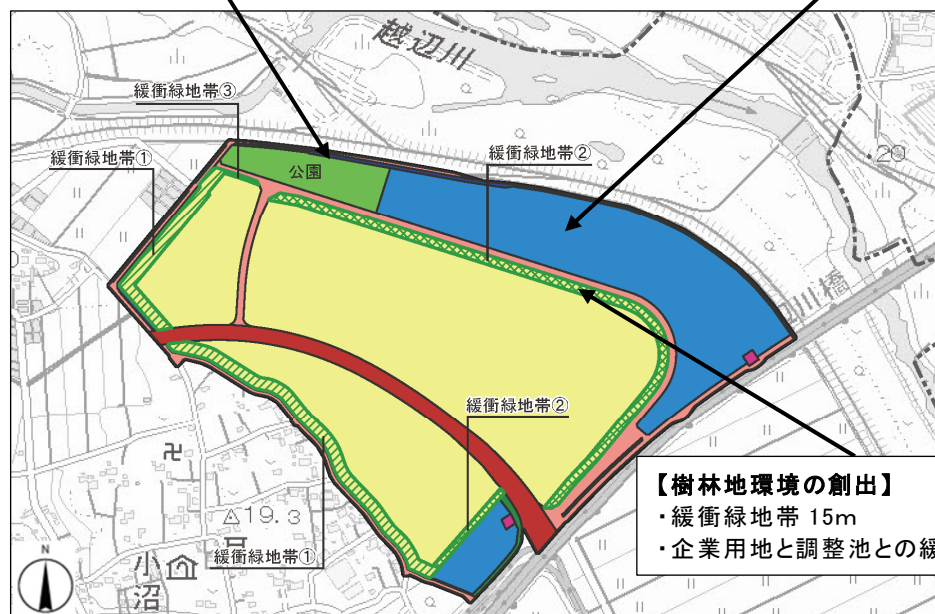 越辺川
緩衝緑地帯③
緩衝緑地帯①
緩衝緑地帯②
公園
20
川橋
緩衝緑地帯②
【樹林地環境の創出】
・緩衝緑地帯 15m
・企業用地と調整池との緩
19.3
緩衝緑地帯①
小沼
N